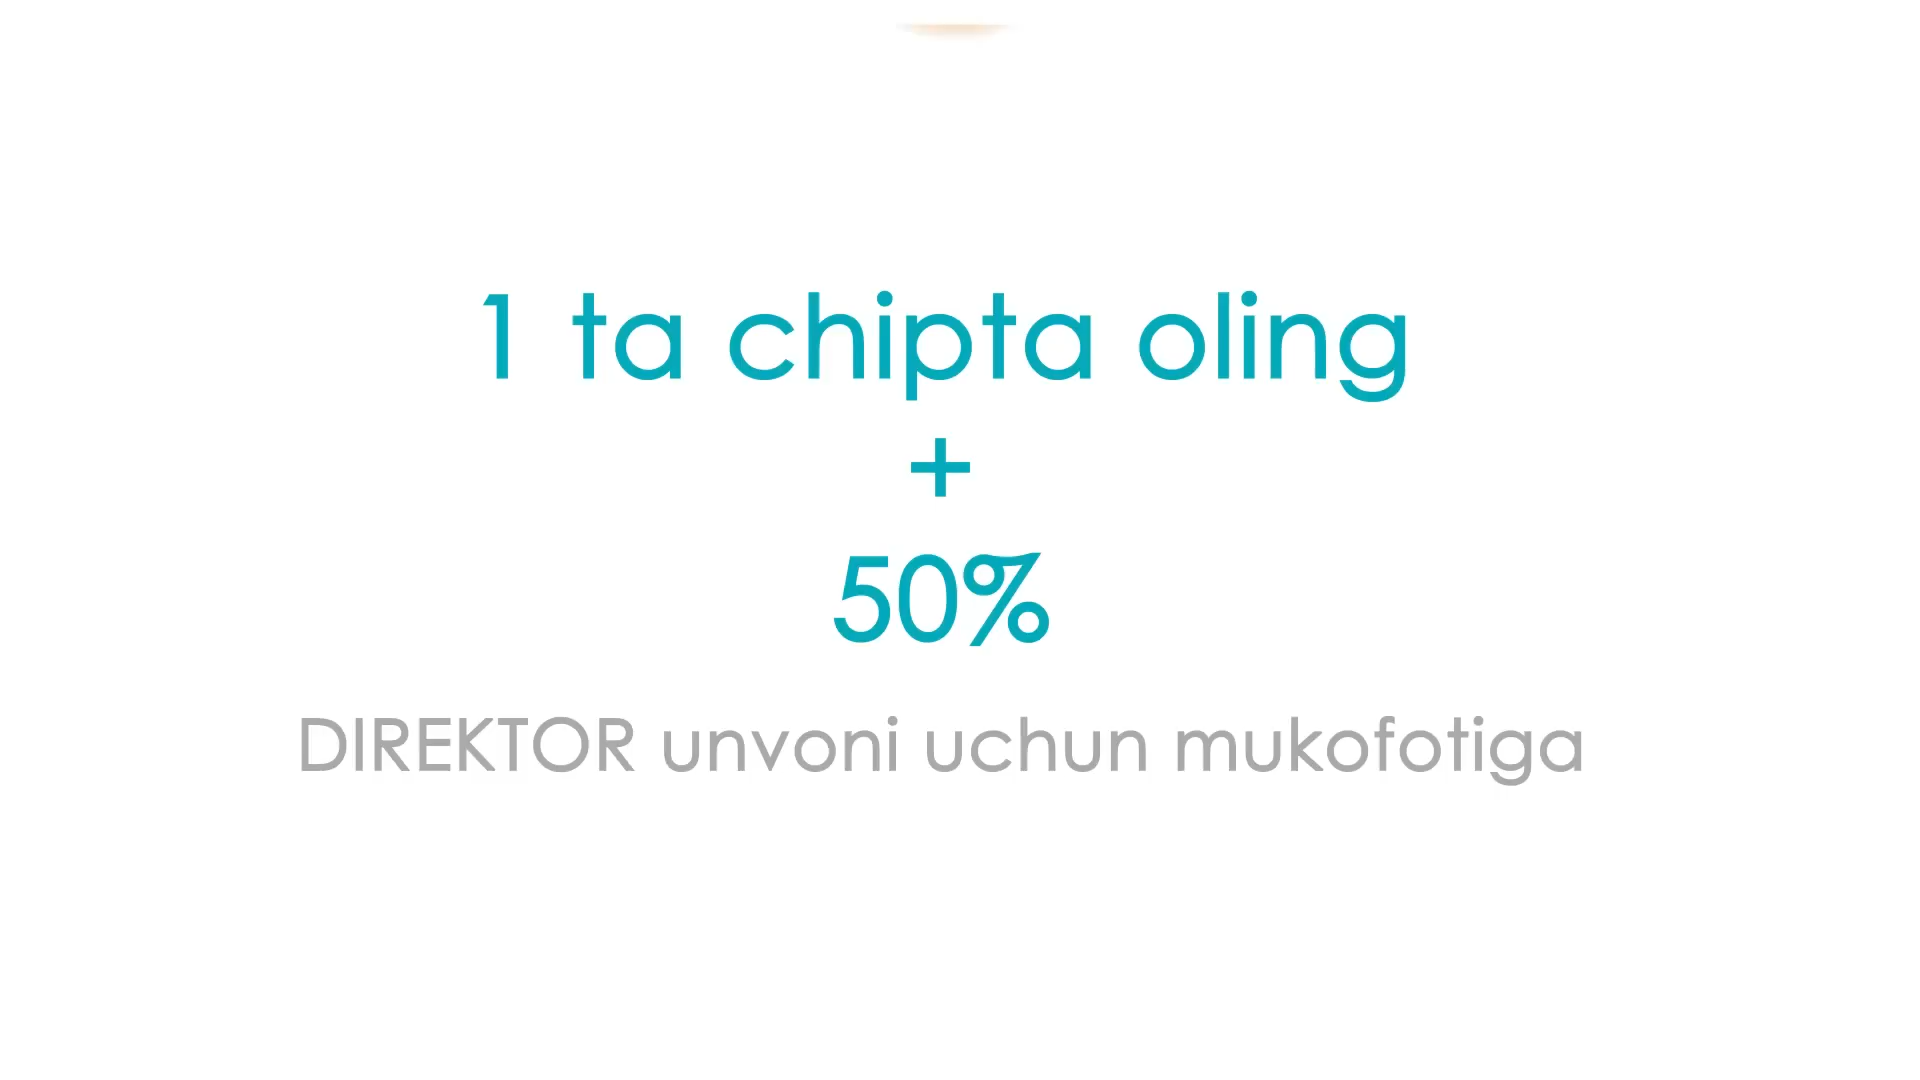 1 ta chipta oling
+
50%
DIREKTOR unvoni uchun mukofotiga